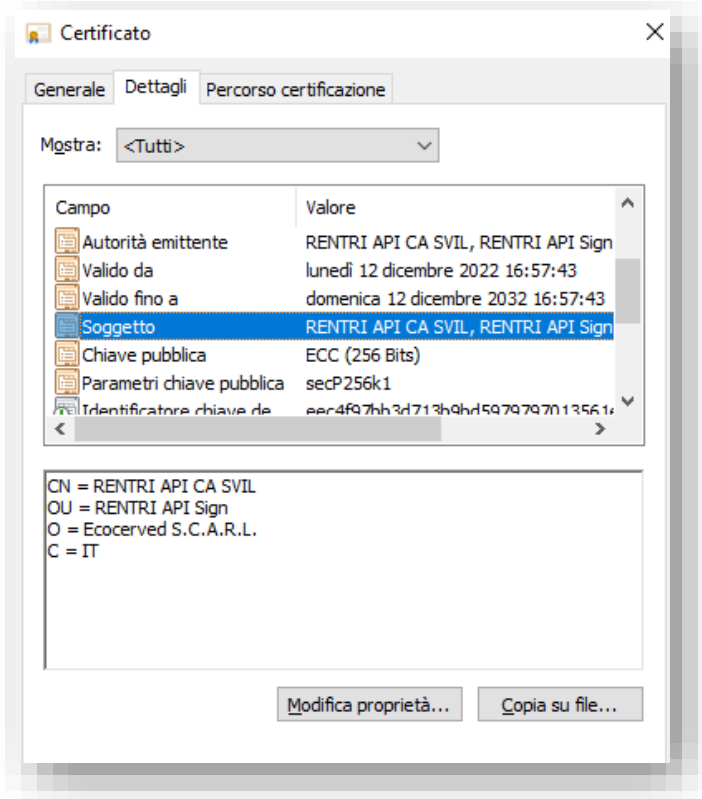 Certificato
Generale Dettagli Percorso certificazione
Mostra: <Tutti>
Campo Valore
Autorità emittente RENTRI API CA SVIL, RENTRI API Sign
Valido da lunedì 12 dicembre 2022 16:57:43
Valido fino a domenica 12 dicembre 2032 16:57:43
Soggetto RENTRI API CA SVIL, RENTRI API Sign
Chiave pubblica ECC (256 Bits)
Parametri chiave pubblica secP256k1
Identificatore chiave de
CN = RENTRI API CA SVIL
OU = RENTRI API Sign
O = Ecocerved S.C.A.R.L.
C = IT
Modifica proprietà... Copia su file...